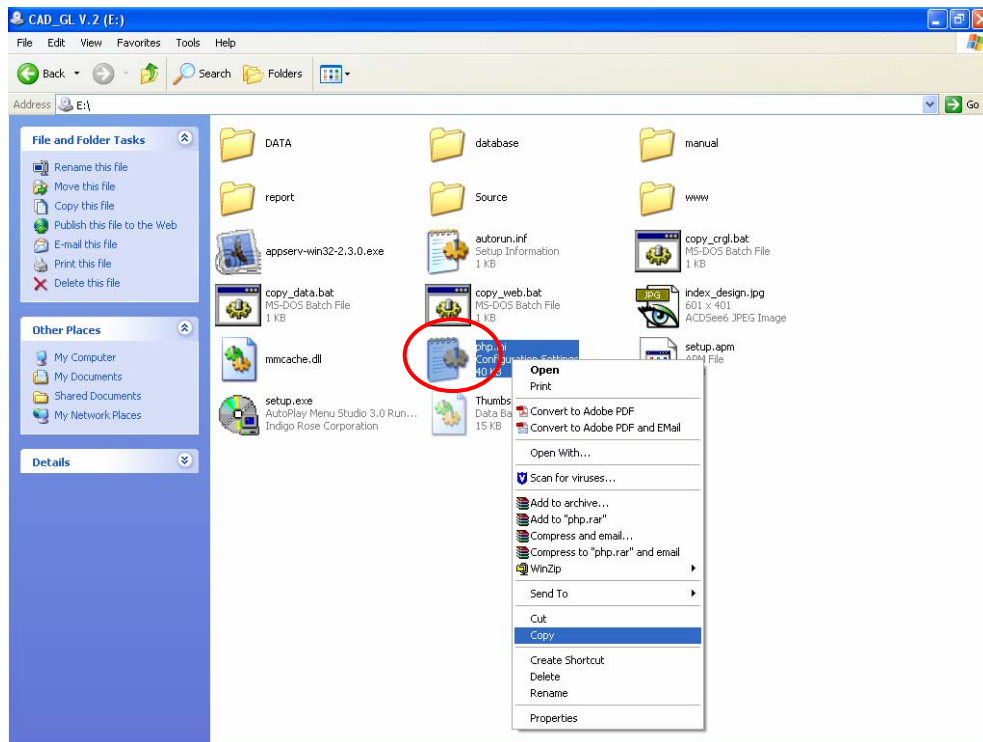 CAD_GL V.2 (E:)
File Edit View Favorites Tools Help
Back Search Folders
Address E:\ Go
File and Folder Tasks
Rename this file
Move this file
Copy this file
Publish this file to the Web
E-mail this file
Print this file
Delete this file
Other Places
My Computer
My Documents
Shared Documents
My Network Places
Details
DATA
database
manual
report
Source
www
appserv-win32-2.3.0.exe
autorun.inf
Setup Information
1 KB
copy_crgl.bat
MS-DOS Batch File
1 KB
copy_data.bat
MS-DOS Batch File
1 KB
copy_web.bat
MS-DOS Batch File
1 KB
JPG
index_design.jpg
601 x 401
ACDSee6 JPEG Image
mmcache.dll
php.ini
Configuration Settings
40 KB
setup.apm
APM File
setup.exe
AutoPlay Menu Studio 3.0 Run...
Indigo Rose Corporation
Thumbs
Data Ba
15 KB
Open
Print
Convert to Adobe PDF
Convert to Adobe PDF and EMail
Open With...
Scan for viruses...
Add to archive...
Add to "php.rar"
Compress and email...
Compress to "php.rar" and email
WinZip
Send To
Cut
Copy
Create Shortcut
Delete
Rename
Properties